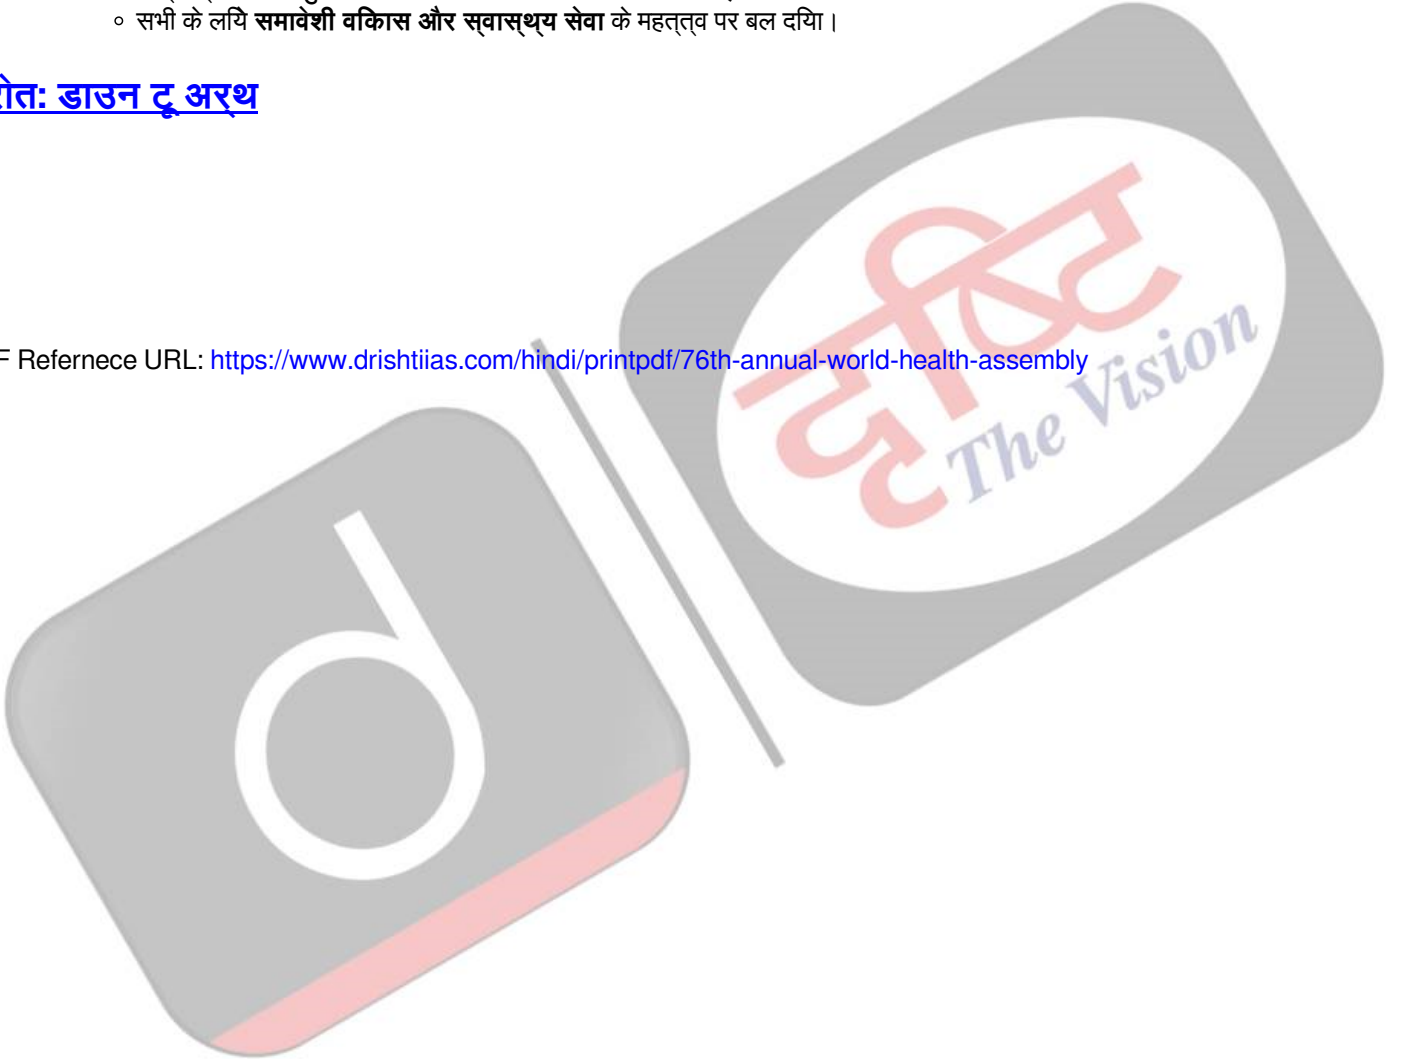 सभी के लिये समावेशी विकास और स्वास्थ्य सेवा के महत्त्व पर बल दिया।
रोत: डाउन टू अर्थ
दृष्टि
The Vision
F Refernece URL: https://www.drishtiias.com/hindi/printpdf/76th-annual-world-health-assembly
d